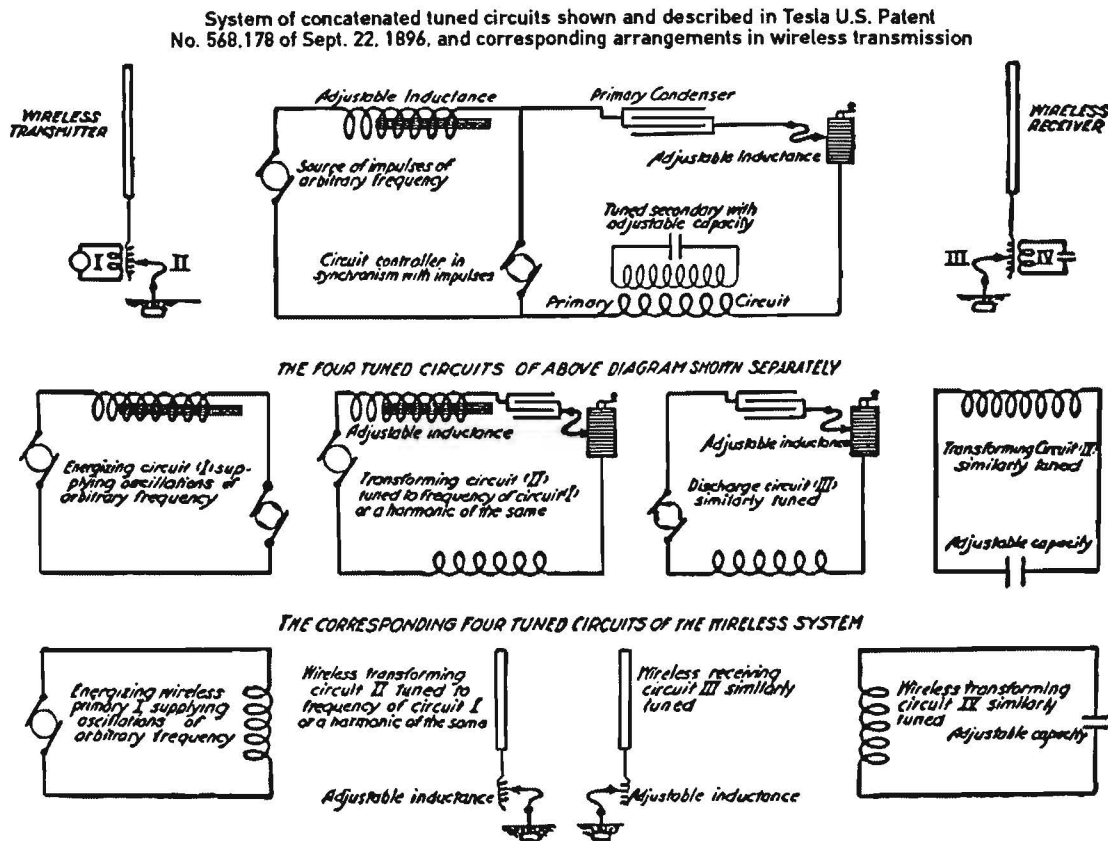 System of concatenated tuned circuits shown and described in Tesla U.S. Patent
No. 568,178 of Sept. 22, 1896, and corresponding arrangements in wireless transmission
WIRELESS
TRANSMITTER
I
II
Adjustable Inductance
Source of impulses of
arbitrary frequency
Circuit controller in
synchronism with impulses
Primary Condenser
Adjustable Inductance
Tuned secondary with
adjustable capacity
Primary Circuit
WIRELESS
RECEIVER
III
IV
THE FOUR TUNED CIRCUITS OF ABOVE DIAGRAM SHOWN SEPARATELY
Energizing circuit (I) sup-
plying oscillations of
arbitrary frequency
Adjustable inductance
Transforming circuit (II)
tuned to frequency of circuit (I)
or a harmonic of the same
Adjustable inductance
Discharge circuit (III)
similarly tuned
Transforming Circuit (IV)
similarly tuned
Adjustable capacity
THE CORRESPONDING FOUR TUNED CIRCUITS OF THE WIRELESS SYSTEM
Energizing wireless
primary I supplying
oscillations of
arbitrary frequency
Wireless transforming
circuit II tuned to
frequency of circuit I
or a harmonic of the same
Adjustable inductance
Wireless receiving
circuit III similarly
tuned
Adjustable inductance
Wireless transforming
circuit IV similarly
tuned
Adjustable capacity